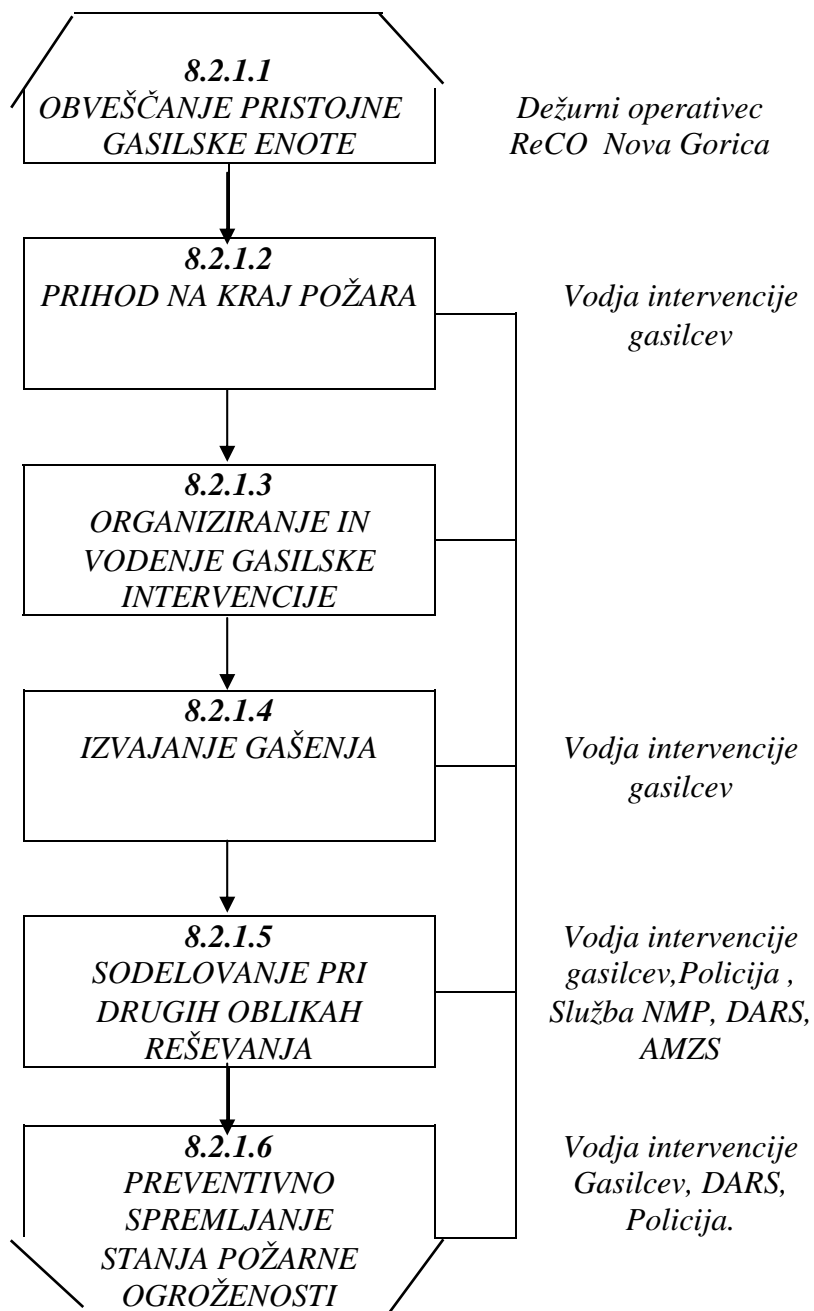 8.2.1.1
OBVEŠČANJE PRISTOJNE
GASILSKE ENOTE
Dežurni operativec
ReCO Nova Gorica
8.2.1.2
PRIHOD NA KRAJ POŽARA
Vodja intervencije
gasilcev
8.2.1.3
ORGANIZIRANJE IN
VODENJE GASILSKE
INTERVENCIJE
8.2.1.4
IZVAJANJE GAŠENJA
Vodja intervencije
gasilcev
8.2.1.5
SODELOVANJE PRI
DRUGIH OBLIKAH
REŠEVANJA
Vodja intervencije
gasilcev,Policija ,
Služba NMP, DARS,
AMZS
8.2.1.6
PREVENTIVNO
SPREMLJANJE
STANJA POŽARNE
OGROŽENOSTI
Vodja intervencije
Gasilcev, DARS,
Policija.